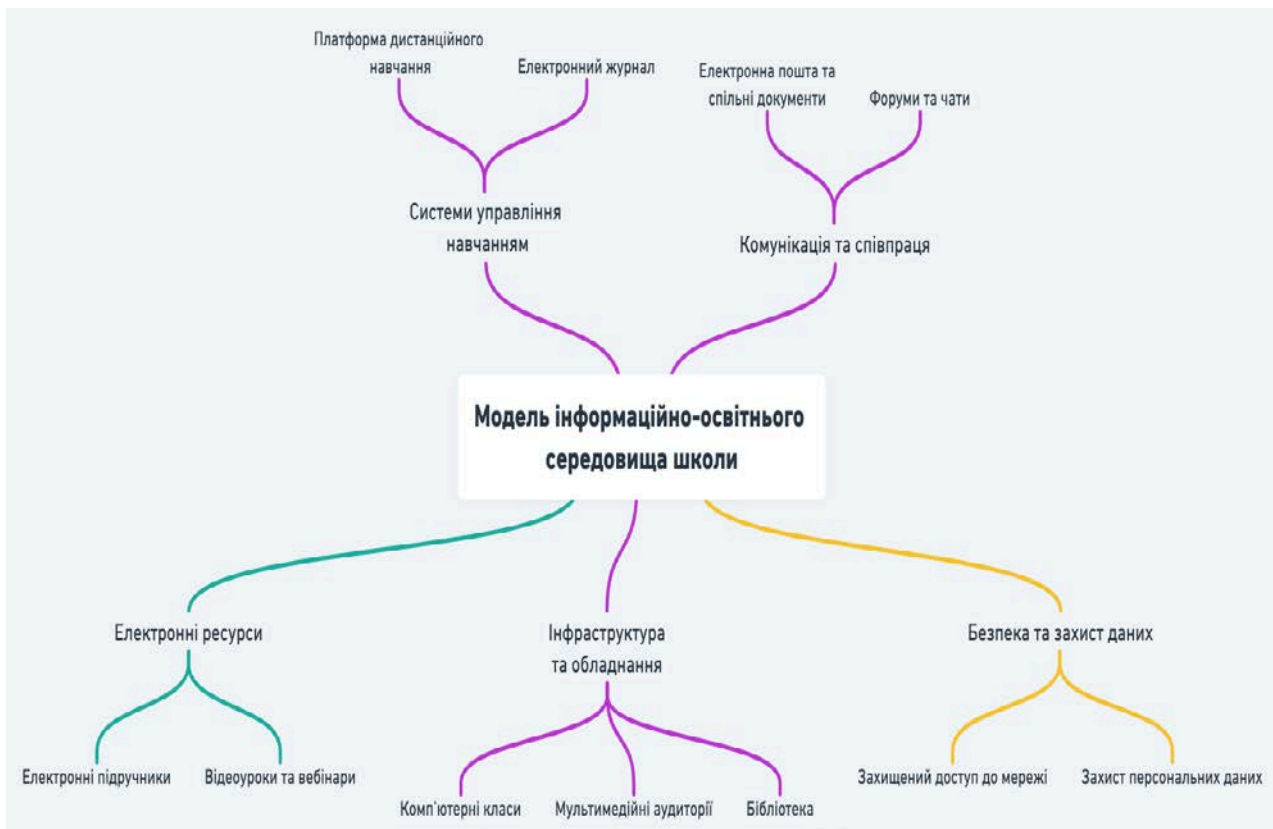 Платформа дистанційного
навчання
Електронний журнал
Електронна пошта та
спільні документи
Форуми та чати
Системи управління
навчанням
Комунікація та співпраця
Модель інформаційно-освітнього
середовища школи
Електронні ресурси
Інфраструктура
та обладнання
Безпека та захист даних
Електронні підручники
Відеоуроки та вебінари
Комп'ютерні класи
Мультимедійні аудиторії
Бібліотека
Захищений доступ до мережі
Захист персональних даних